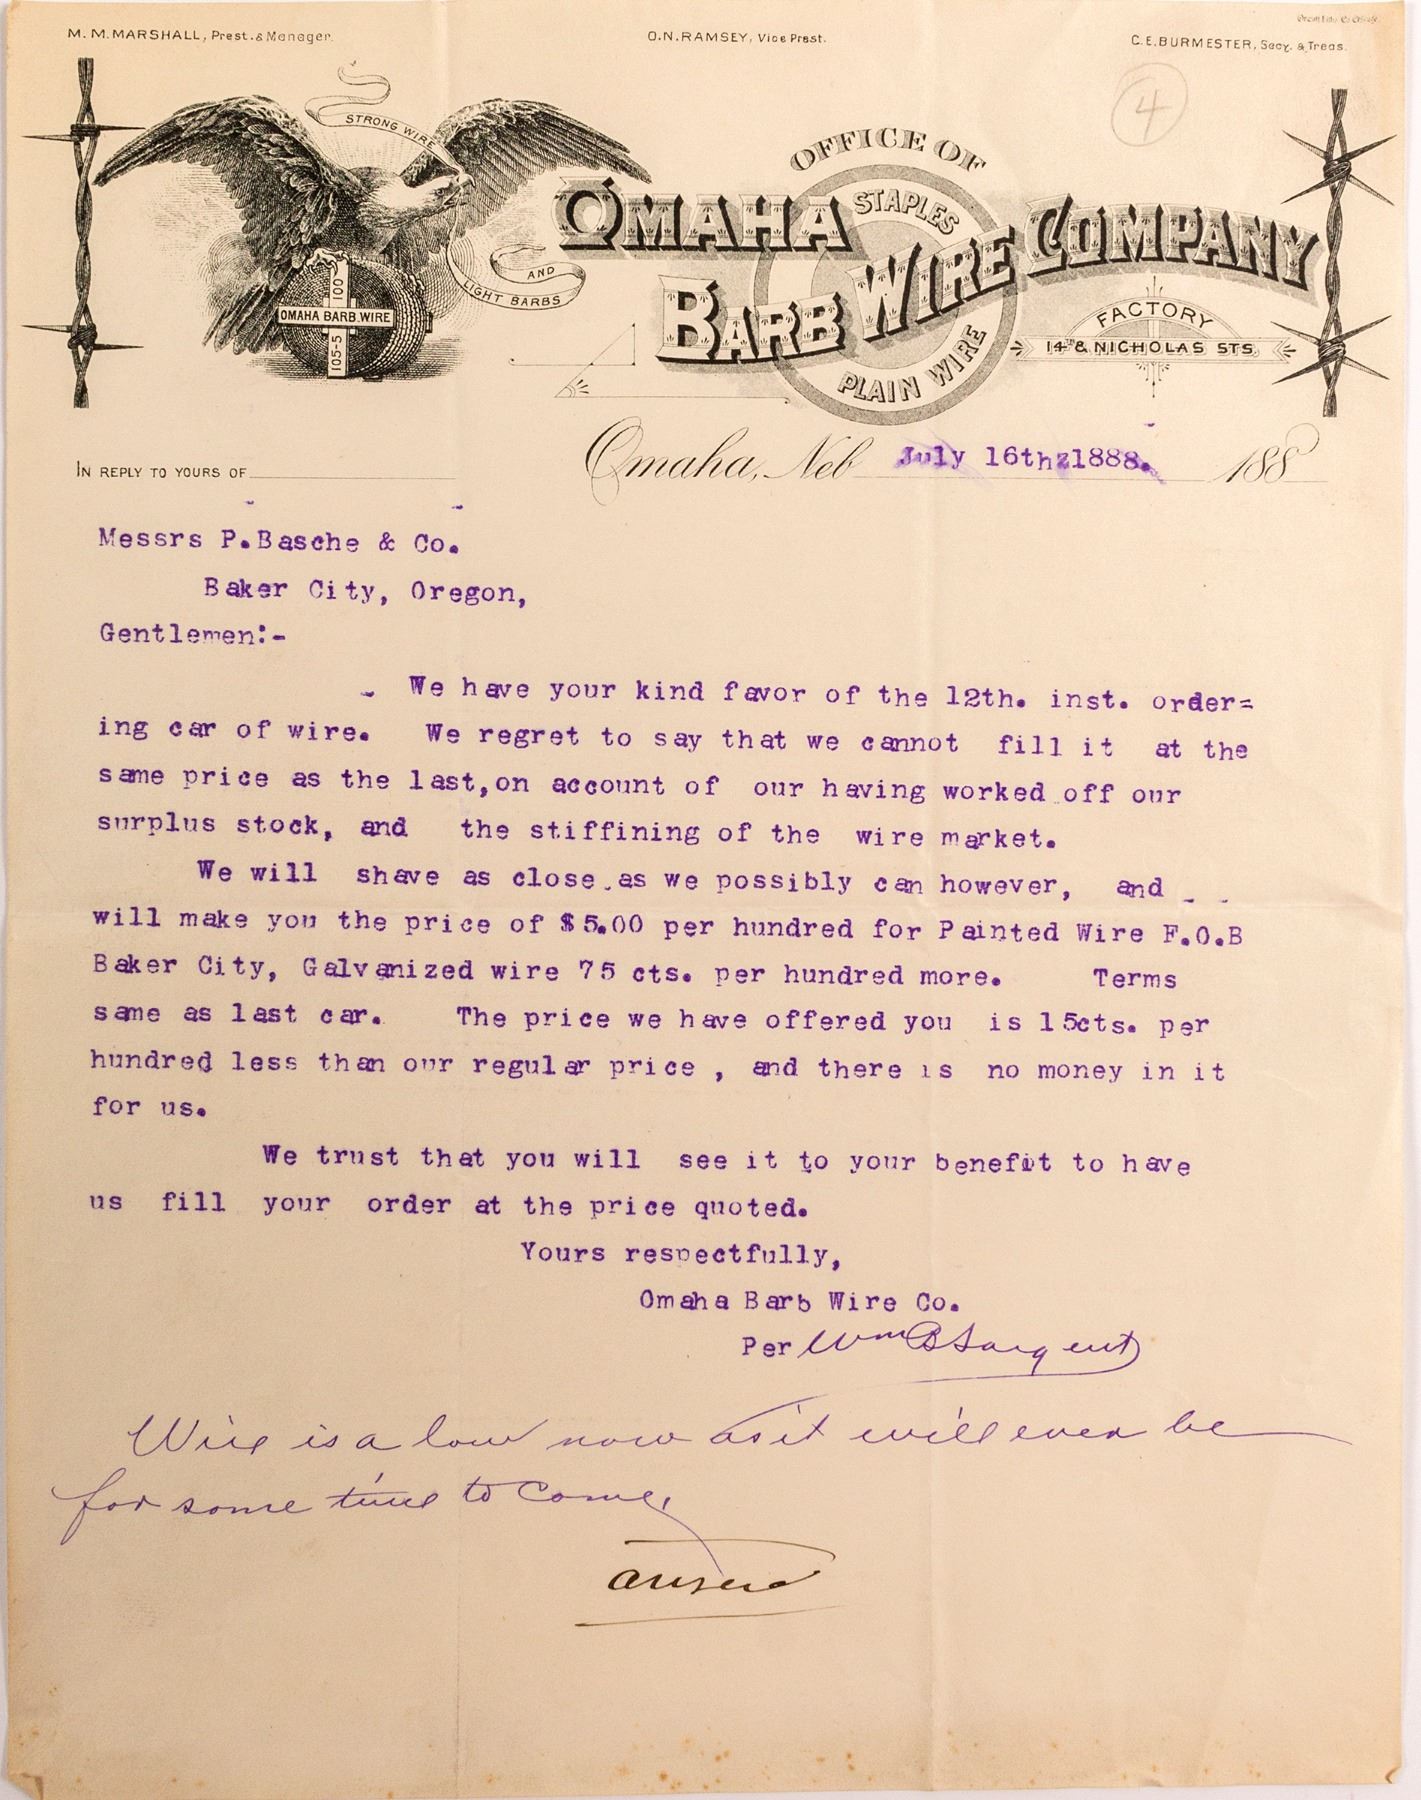 M. M. MARSHALL, Prest. & Manager.
O. N. RAMSEY, Vice Prest.
C. E. BURMESTER, Secy. & Treas.
4
STRONG WIRE
AND
LIGHT BARBS
100
OMAHA BARB. WIRE
105-5
OFFICE OF
OMAHA
BARB WIRE COMPANY
STAPLES
PLAIN WIRE
FACTORY
14TH & NICHOLAS STS.
Omaha, Neb July 16thz1888. 188
IN REPLY TO YOURS OF
Messrs P.Basche & Co.
Baker City, Oregon,
Gentlemen:-
We have your kind favor of the 12th. inst. order=
ing car of wire. We regret to say that we cannot fill it at the
same price as the last,on account of our having worked off our
surplus stock, and the stiffining of the wire market.
We will shave as close as we possibly can however, and
will make you the price of $5.00 per hundred for Painted Wire F.O.B
Baker City, Galvanized wire 75 cts. per hundred more. Terms
same as last car. The price we have offered you is 15cts. per
hundred less than our regular price , and there is no money in it
for us.
We trust that you will see it to your benefit to have
us fill your order at the price quoted.
Yours respectfully,
Omaha Barb Wire Co.
Per Wm B Sargent
Wire is a low now as it will ever be
for some time to come,